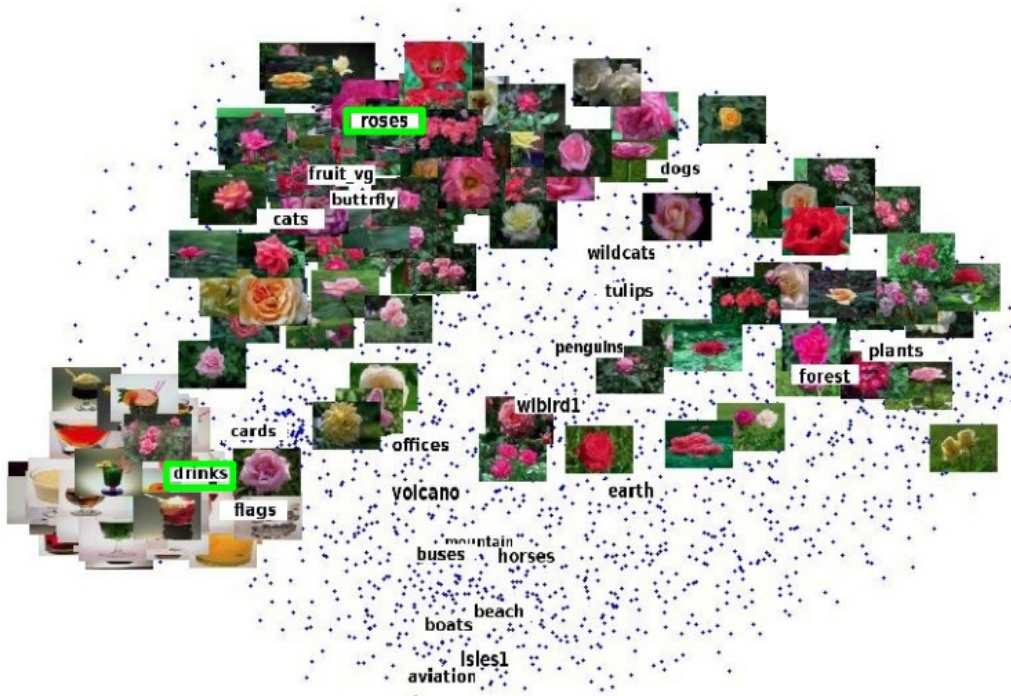 roses
dogs
fruit_vg
buttrfly
cats
wildcats
tulips
penguins
plants
forest
wlbird1
cards
offices
drinks
volcano
earth
flags
mountain
buses
horses
beach
boats
Isles1
aviation